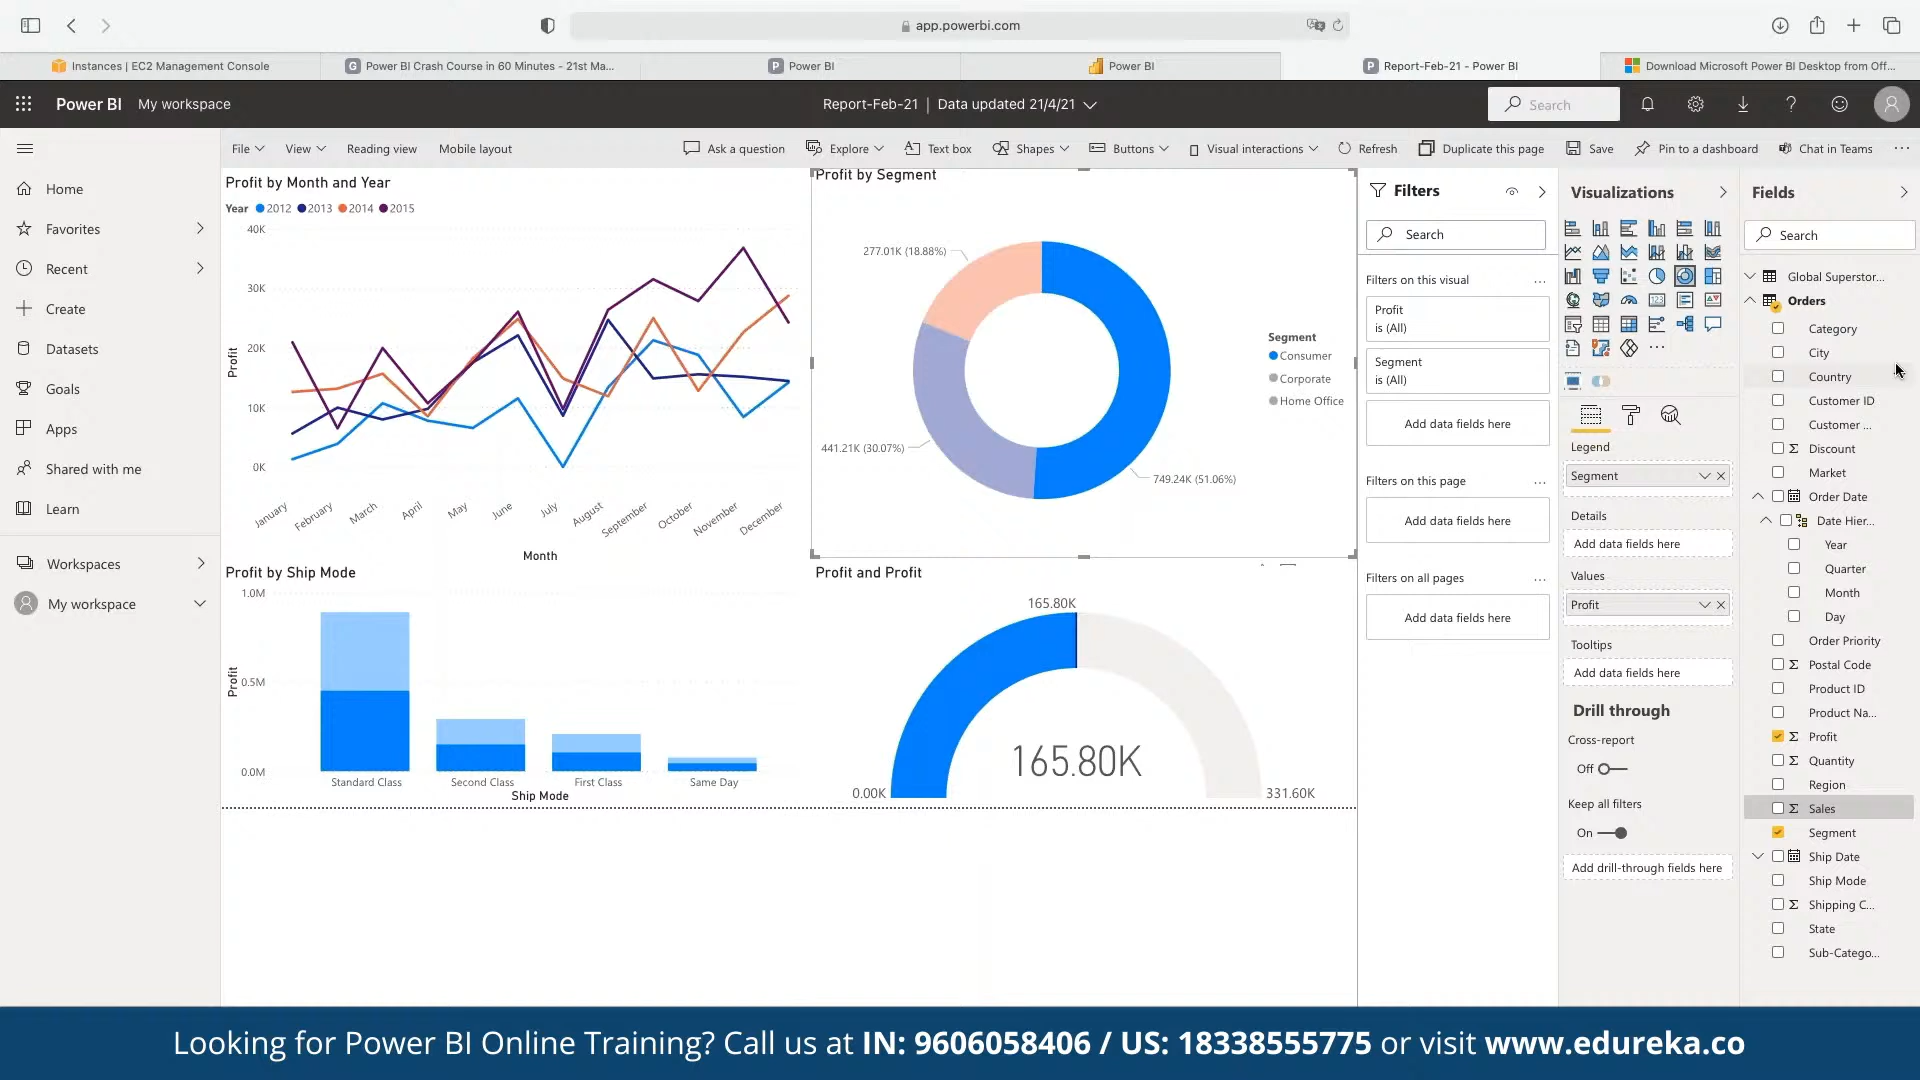 app.powerbi.com
Instances | EC2 Management Console
Power BI Crash Course in 60 Minutes - 21st Ma...
Power BI
Power BI
Report-Feb-21 - Power BI
Download Microsoft Power BI Desktop from Off...
Power BI My workspace
Report-Feb-21 | Data updated 21/4/21
Search
File
View
Reading view
Mobile layout
Ask a question
Explore
Text box
Shapes
Buttons
Visual interactions
Refresh
Duplicate this page
Save
Pin to a dashboard
Chat in Teams
Home
Favorites
Recent
Create
Datasets
Goals
Apps
Shared with me
Learn
Workspaces
My workspace
Profit by Month and Year
Year 2012 2013 2014 2015
40K
30K
20K
10K
0K
Profit
January
February
March
April
May
June
July
August
September
October
November
December
Month
Profit by Segment
277.01K (18.88%)
441.21K (30.07%)
749.24K (51.06%)
Segment
Consumer
Corporate
Home Office
Profit by Ship Mode
1.0M
0.5M
0.0M
Profit
Standard Class
Second Class
First Class
Same Day
Ship Mode
Profit and Profit
165.80K
165.80K
0.00K
331.60K
Filters
Search
Filters on this visual
Profit
is (All)
Segment
is (All)
Add data fields here
Filters on this page
Add data fields here
Filters on all pages
Add data fields here
Visualizations
123
Legend
Segment
Details
Add data fields here
Values
Profit
Tooltips
Add data fields here
Drill through
Cross-report
Off
Keep all filters
On
Add drill-through fields here
Fields
Search
Global Superstor...
Orders
Category
City
Country
Customer ID
Customer ...
Σ Discount
Market
Order Date
Date Hier...
Year
Quarter
Month
Day
Order Priority
Σ Postal Code
Product ID
Product Na...
Σ Profit
Σ Quantity
Region
Σ Sales
Segment
Ship Date
Ship Mode
Σ Shipping C...
State
Sub-Catego...
Looking for Power BI Online Training? Call us at IN: 9606058406 / US: 18338555775 or visit www.edureka.co